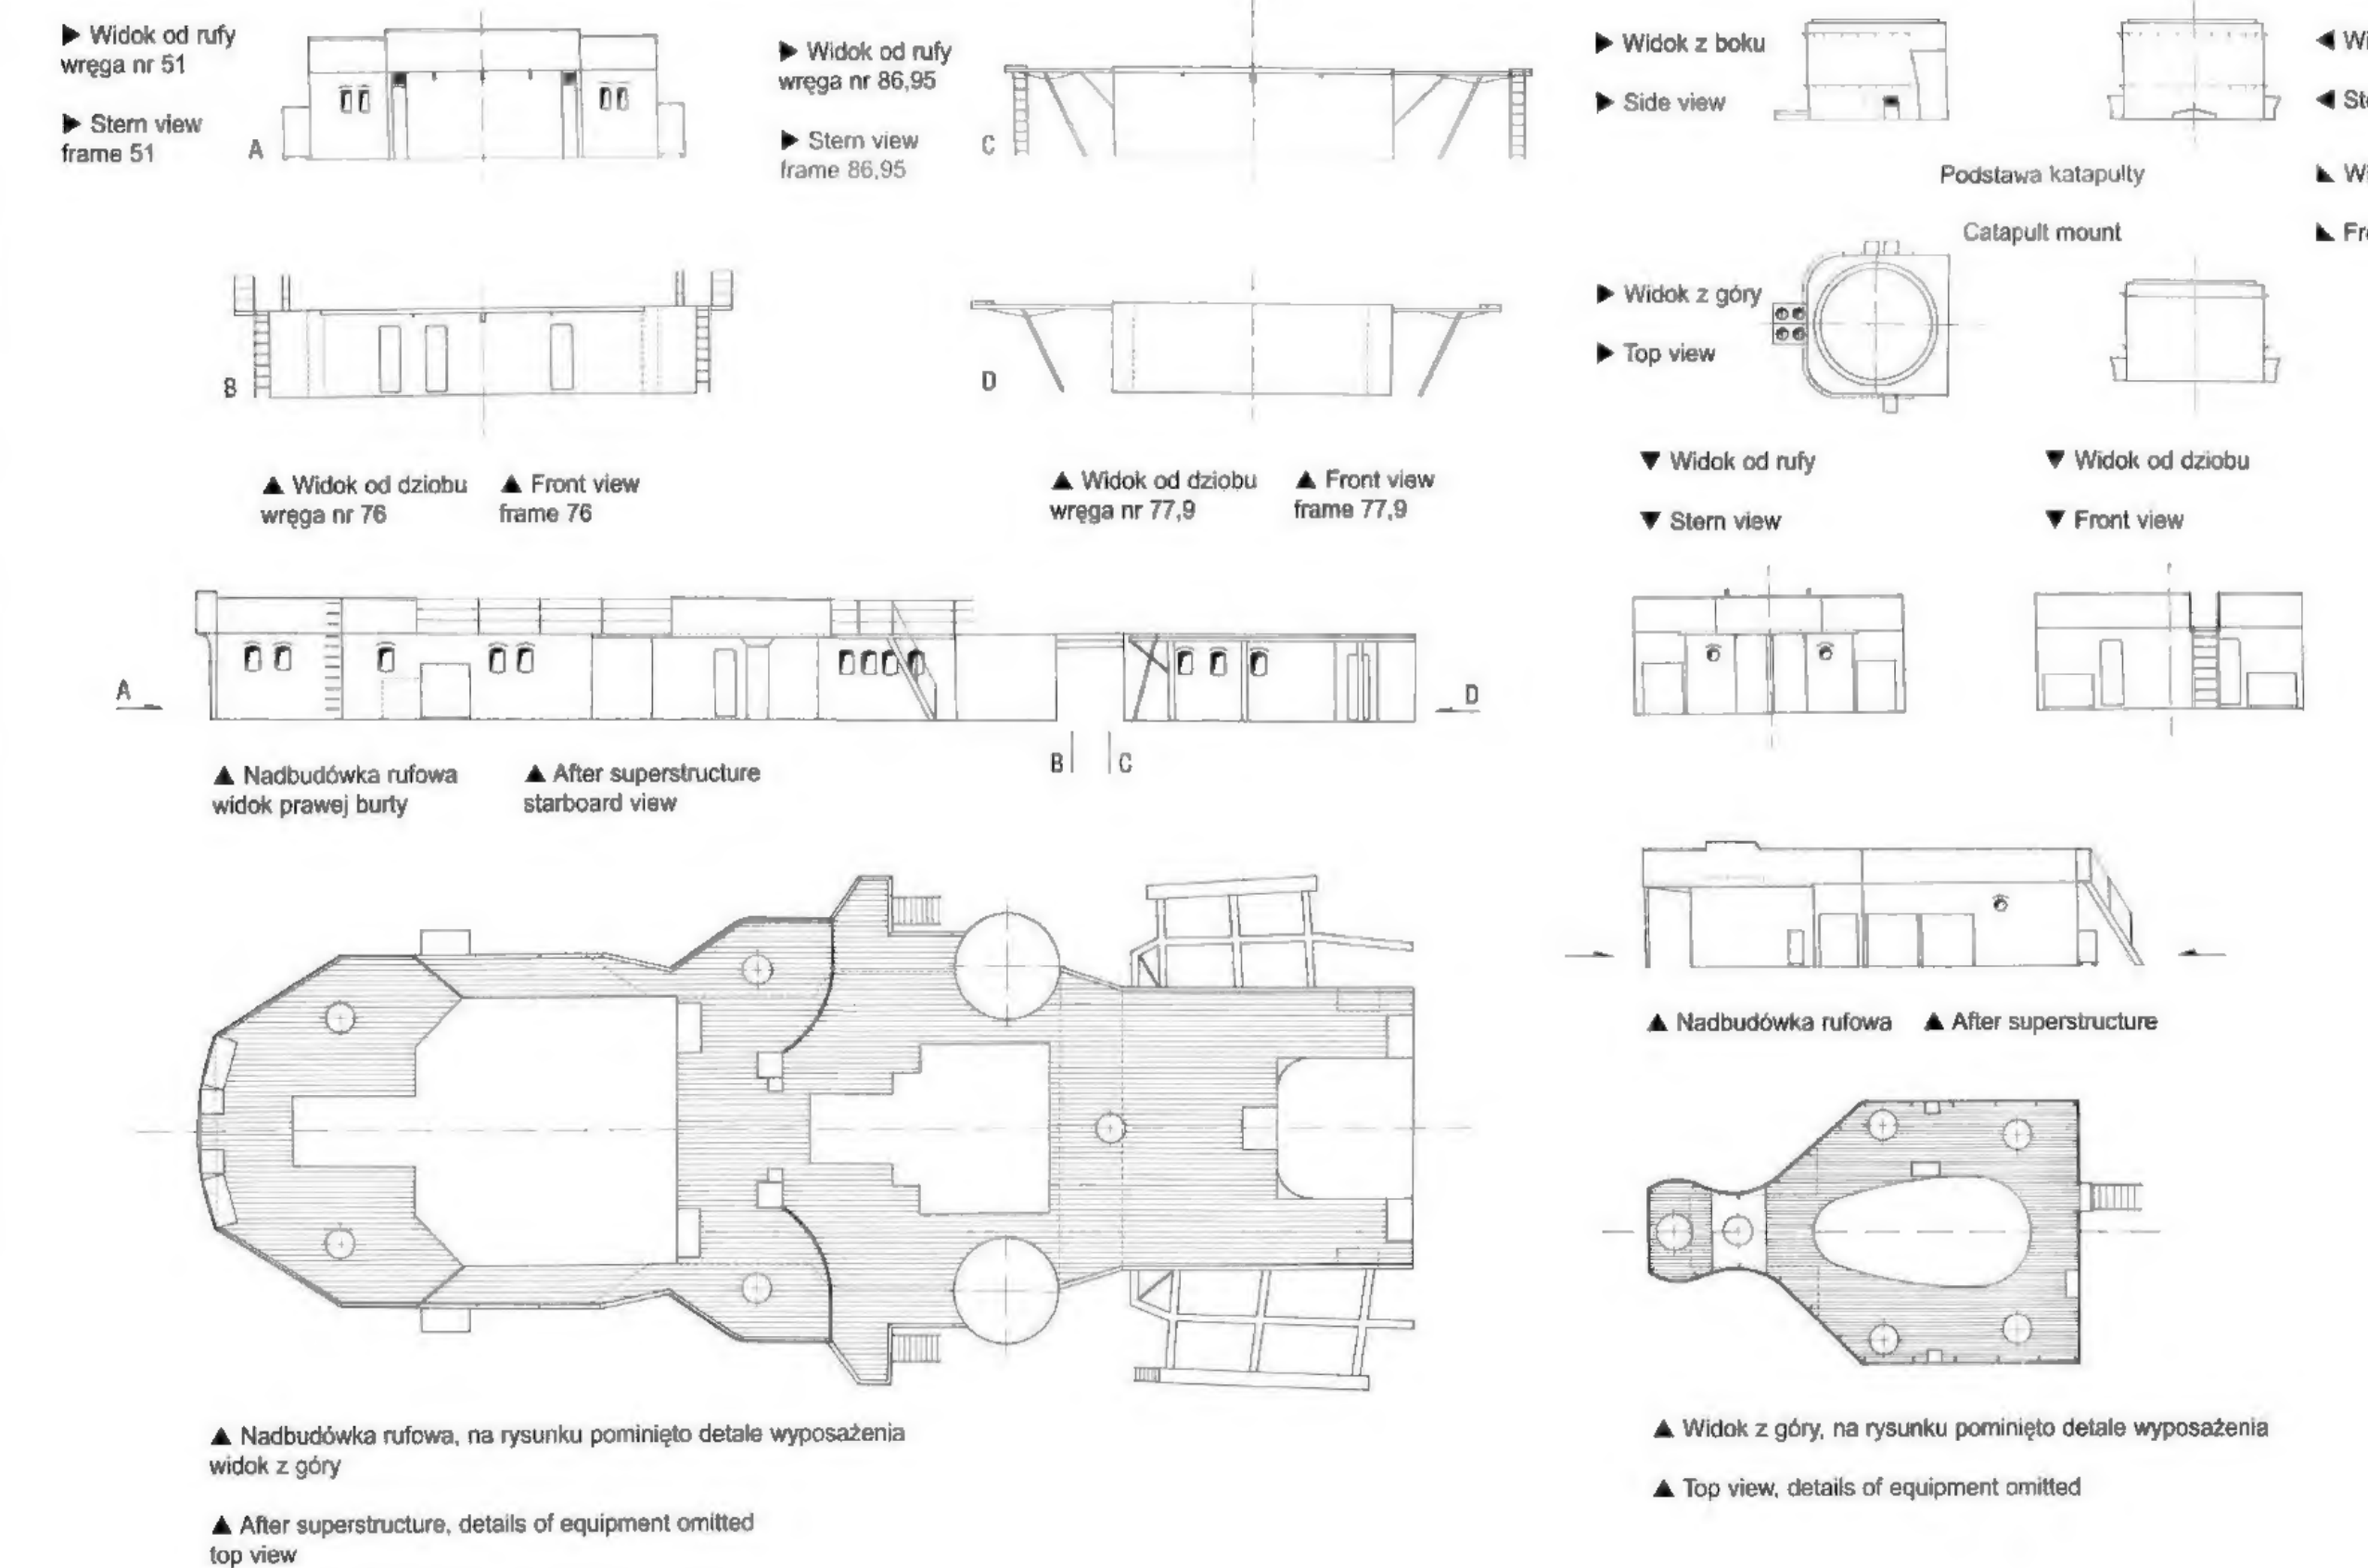 ▶ Widok od rufy
wręga nr 51
▶ Stern view
frame 51
A
▶ Widok od rufy
wręga nr 86,95
▶ Stern view
frame 86,95
C
▶ Widok z boku
▶ Side view
Podstawa katapulty
Catapult mount
B
▲ Widok od dziobu
wręga nr 76
▲ Front view
frame 76
D
▲ Widok od dziobu
wręga nr 77,9
▲ Front view
frame 77,9
▶ Widok z góry
▶ Top view
▼ Widok od rufy
▼ Stern view
▼ Widok od dziobu
▼ Front view
A
D
B
C
▲ Nadbudówka rufowa
widok prawej burty
▲ After superstructure
starboard view
▲ Nadbudówka rufowa
▲ After superstructure
▲ Nadbudówka rufowa, na rysunku pominięto detale wyposażenia
widok z góry
▲ After superstructure, details of equipment omitted
top view
▲ Widok z góry, na rysunku pominięto detale wyposażenia
▲ Top view, details of equipment omitted